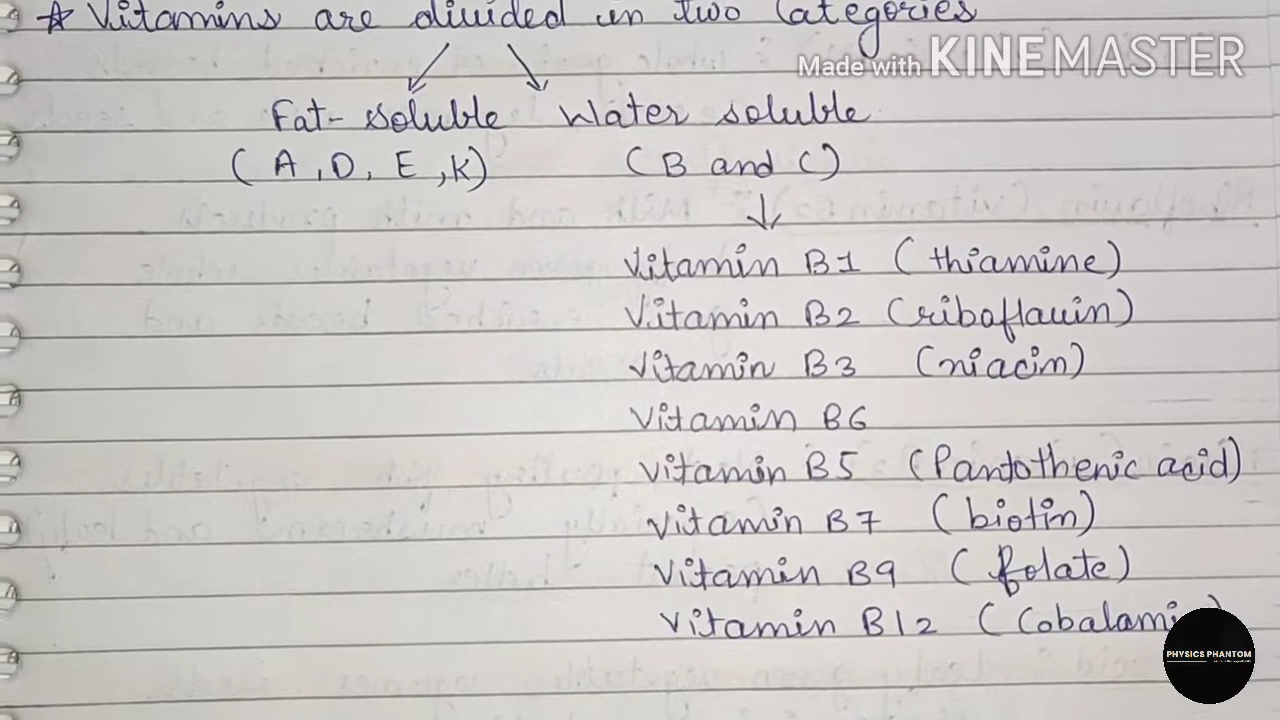 * Vitamins are divided in two Categories
Made with KINEMASTER
Fat-soluble Water soluble
(A, D, E, K) (B and C)
Vitamin B1 (thiamine)
Vitamin B2 (riboflavin)
Vitamin B3 (niacin)
Vitamin B6
Vitamin B5 (Pantothenic acid)
Vitamin B7 (biotin)
Vitamin B9 (folate)
Vitamin B12 (Cobalami
PHYSICS PHANTOM